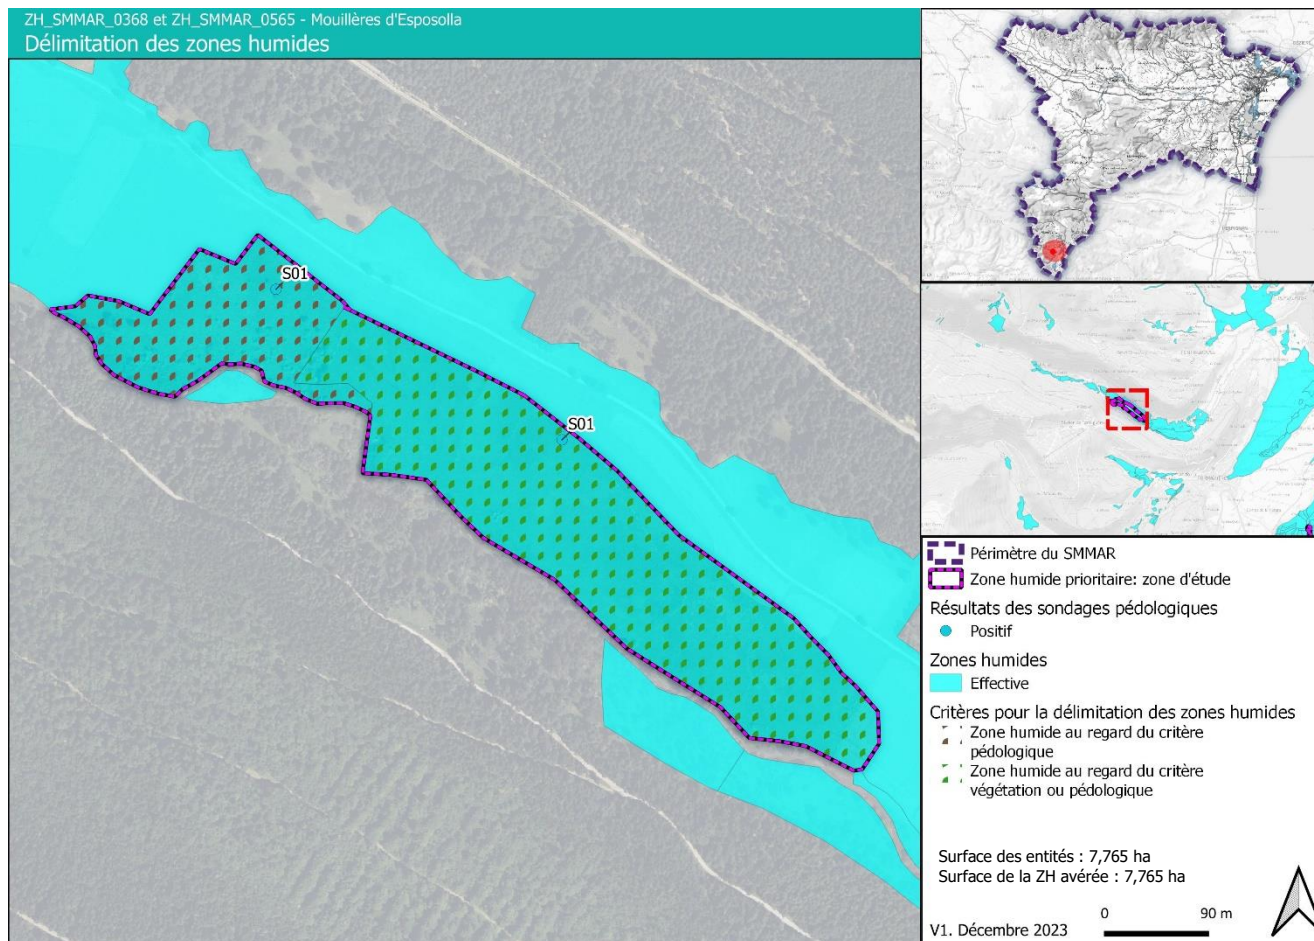 ZH_SMMAR_0368 et ZH_SMMAR_0565 - Mouillères d'Esposolla
Délimitation des zones humides
S01
S01
Périmètre du SMMAR
Zone humide prioritaire: zone d'étude
Résultats des sondages pédologiques
Positif
Zones humides
Effective
Critères pour la délimitation des zones humides
Zone humide au regard du critère
pédologique
Zone humide au regard du critère
végétation ou pédologique
Surface des entités : 7,765 ha
Surface de la ZH avérée : 7,765 ha
V1. Décembre 2023
0 90 m